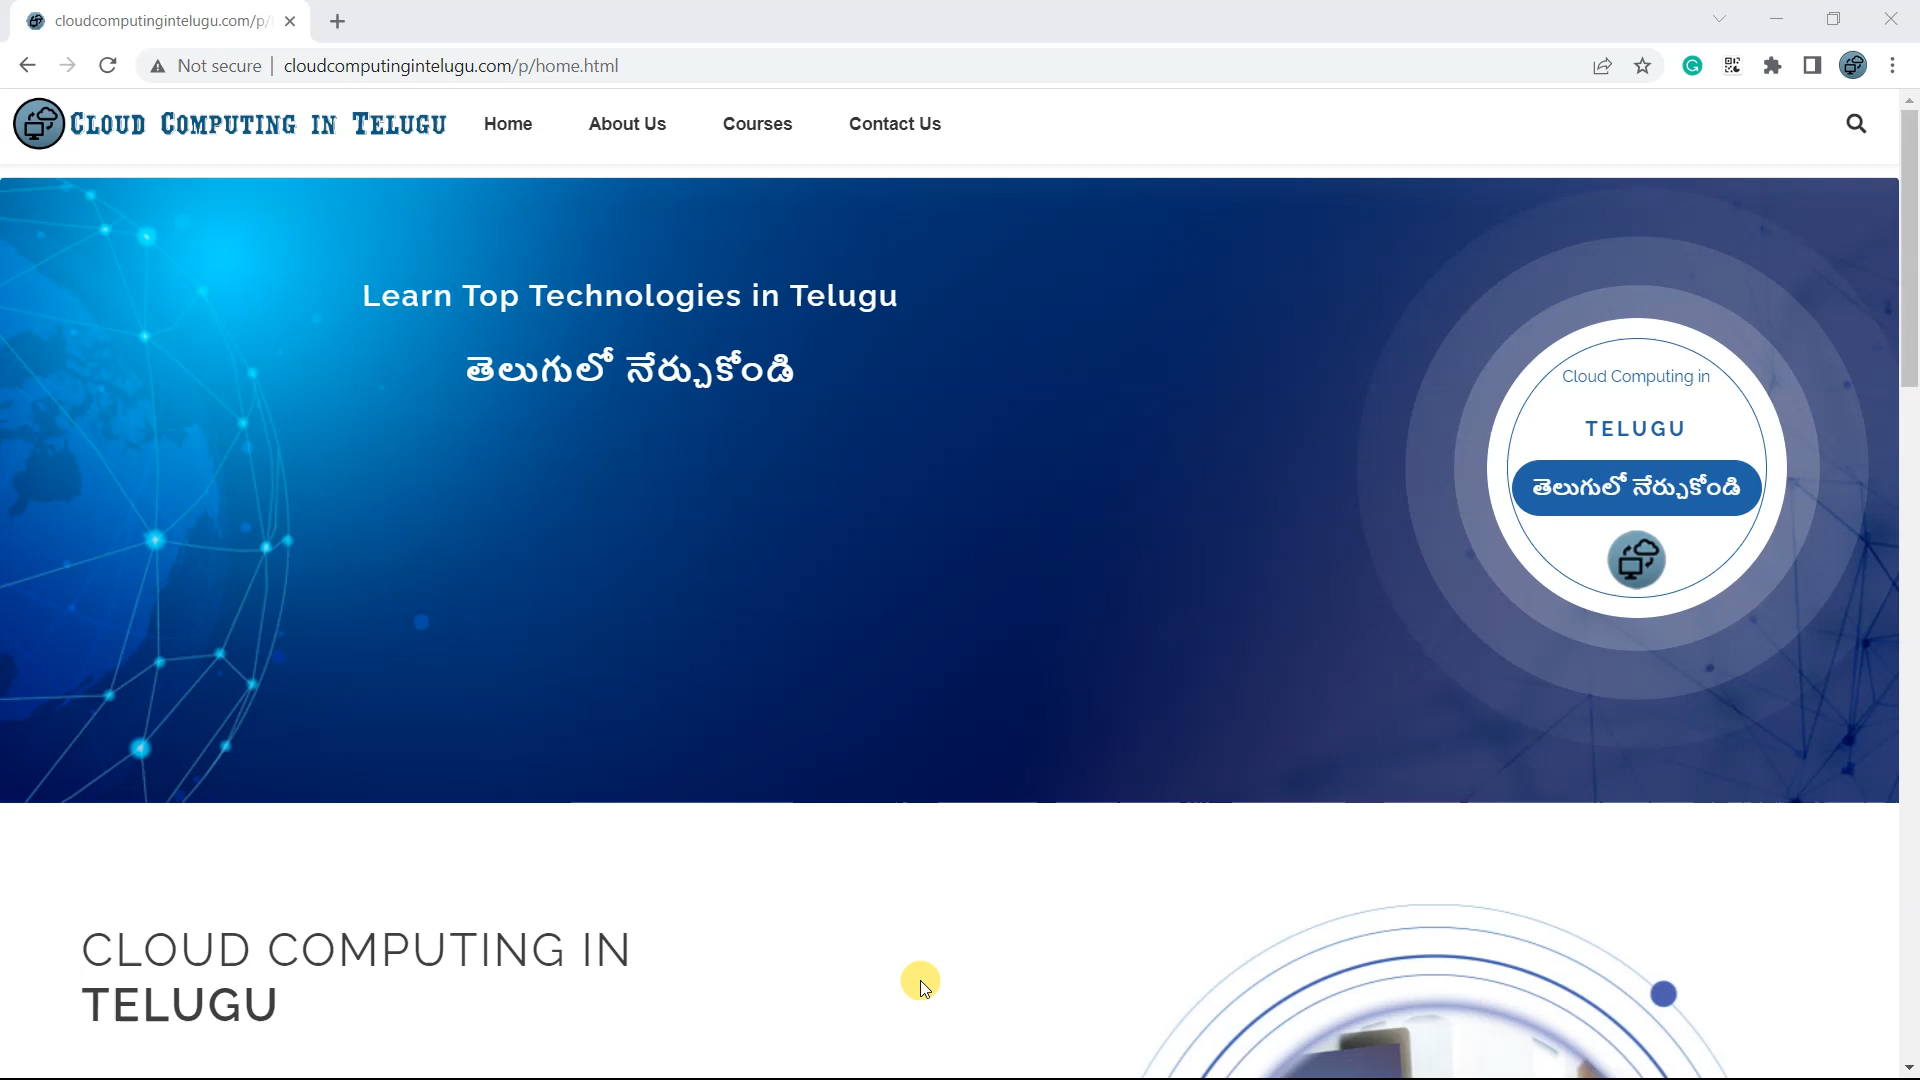 cloudcomputingintelugu.com/p/
Not secure cloudcomputingintelugu.com/p/home.html
CLOUD COMPUTING IN TELUGU Home About Us Courses Contact Us
Learn Top Technologies in Telugu
తెలుగులో నేర్చుకోండి
Cloud Computing in
TELUGU
తెలుగులో నేర్చుకోండి
CLOUD COMPUTING IN
TELUGU